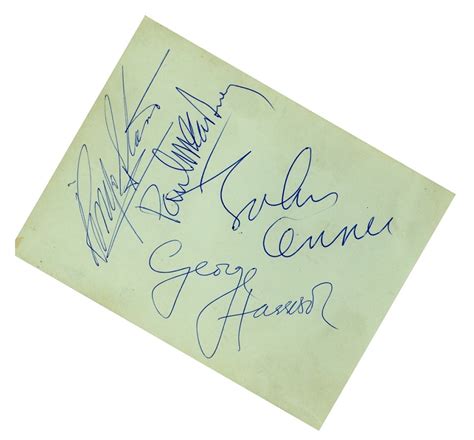 Ringo Starr
Paul McCartney
John
Lennon
George
Harrison